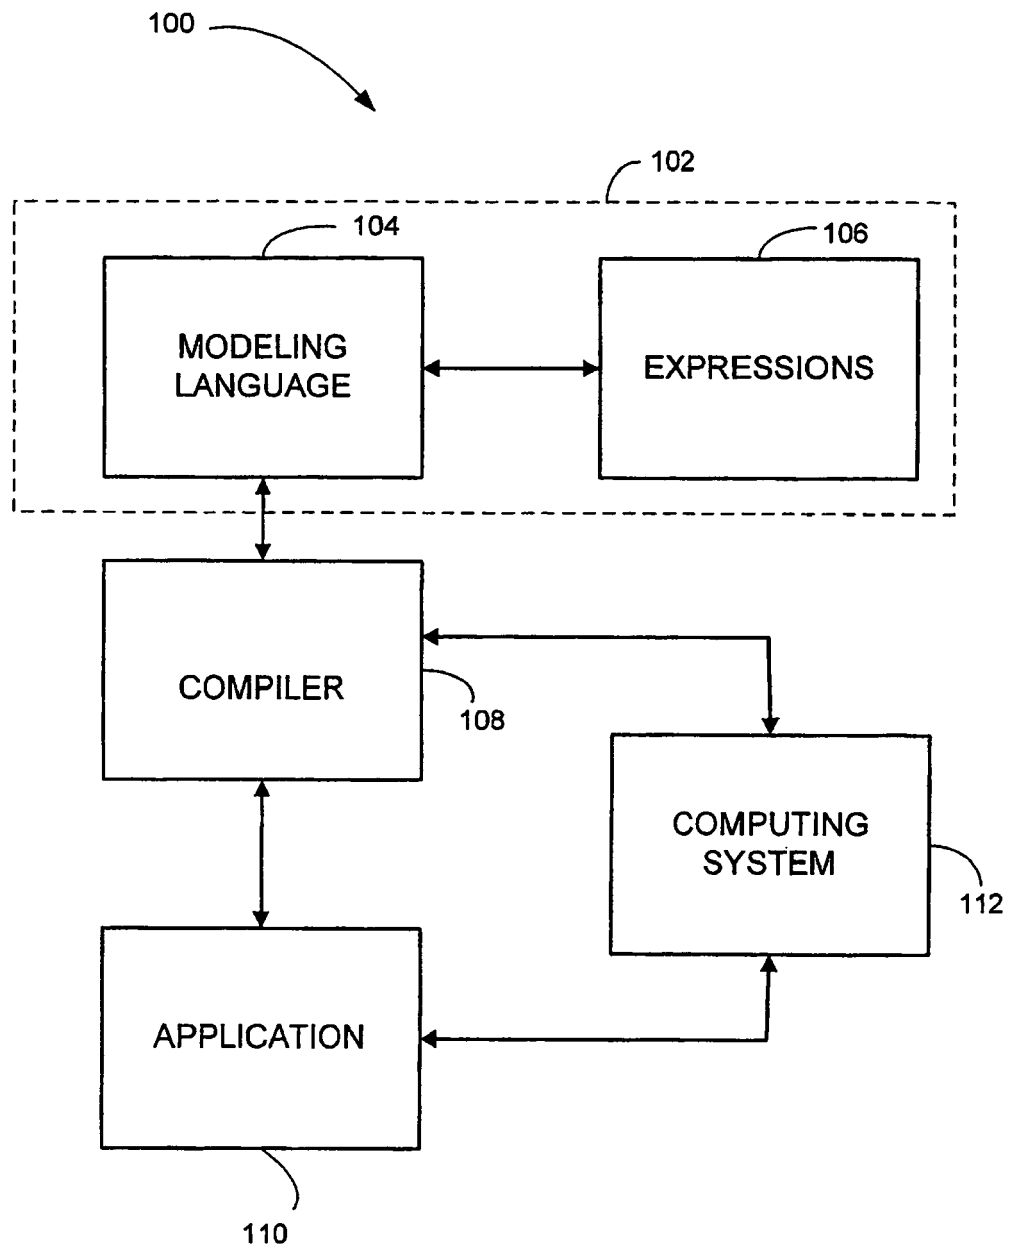 100
102
104
106
MODELING
LANGUAGE
EXPRESSIONS
COMPILER
108
COMPUTING
SYSTEM
112
APPLICATION
110